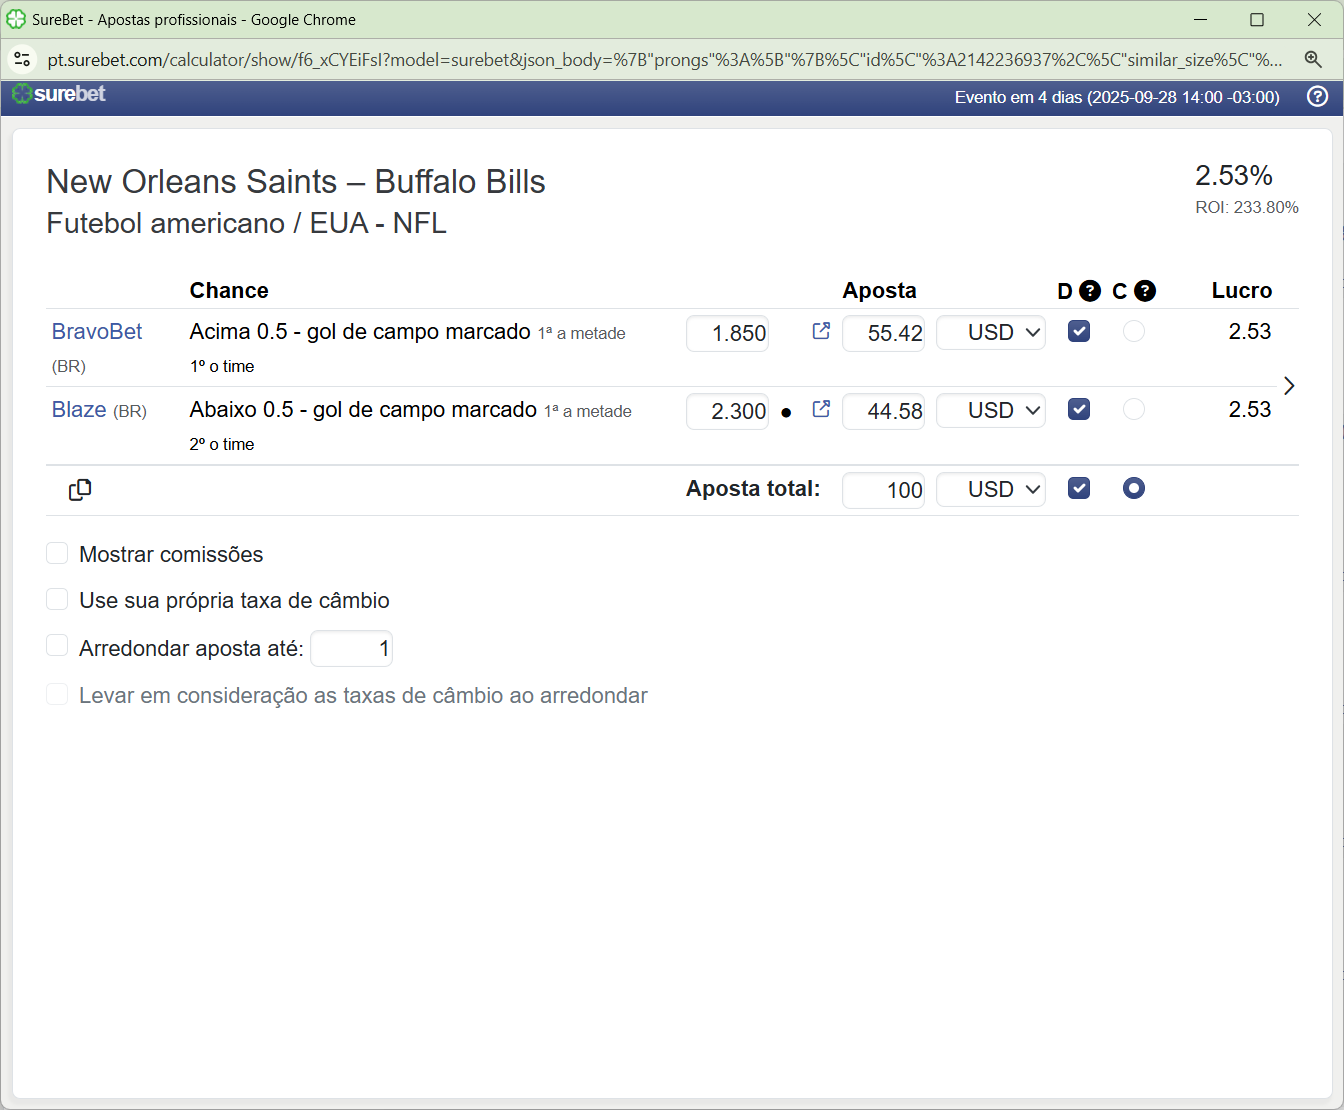 SureBet - Apostas profissionais - Google Chrome
pt.surebet.com/calculator/show/f6_xCYEiFsI?model=surebet&json_body=%7B"prongs"%3A%5B"%7B%5C"id%5C"%3A2142236937%2C%5C"similar_size%5C"%...
surebet
Evento em 4 dias (2025-09-28 14:00 -03:00)
New Orleans Saints – Buffalo Bills
2.53%
Futebol americano / EUA - NFL
ROI: 233.80%
Chance Aposta D ? C ? Lucro
BravoBet Acima 0.5 - gol de campo marcado 1ª a metade 1.850 55.42 USD 2.53
(BR) 1º o time
Blaze (BR) Abaixo 0.5 - gol de campo marcado 1ª a metade 2.300 ● 44.58 USD 2.53
2º o time
Aposta total: 100 USD
Mostrar comissões
Use sua própria taxa de câmbio
Arredondar aposta até: 1
Levar em consideração as taxas de câmbio ao arredondar